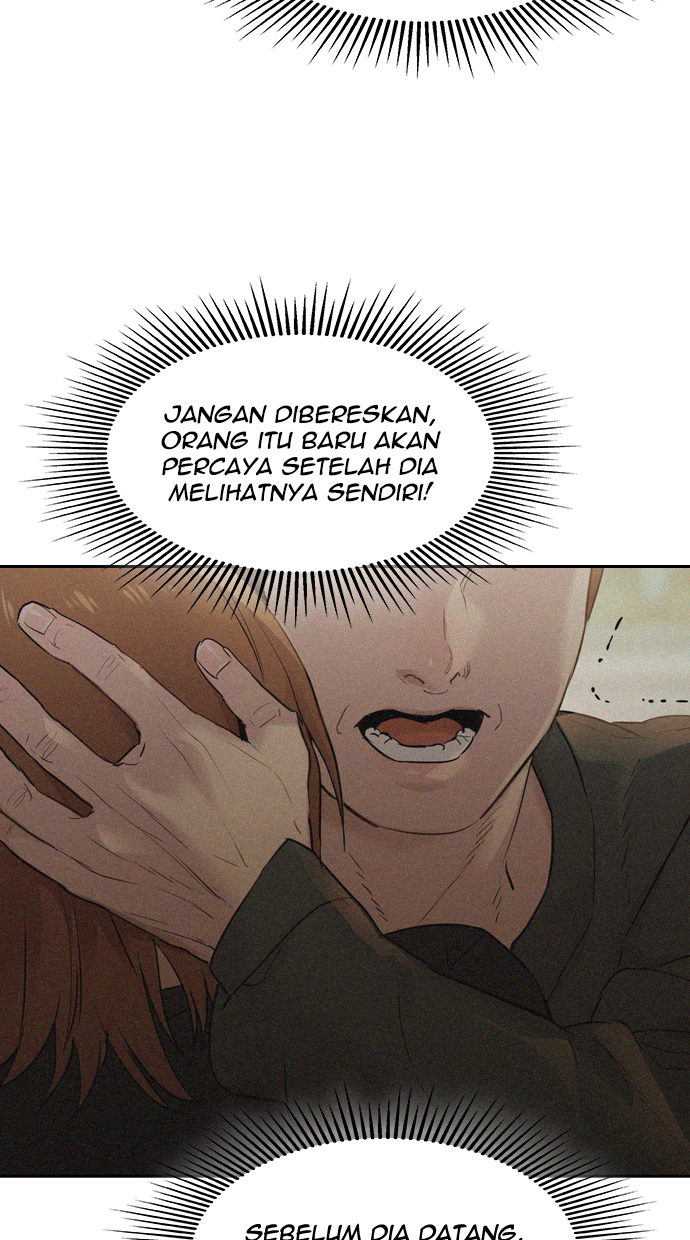 JANGAN DIBERESKAN,
ORANG ITU BARU AKAN
PERCAYA SETELAH DIA
MELIHATNYA SENDIRI!
SEBELUM DIA DATANG,